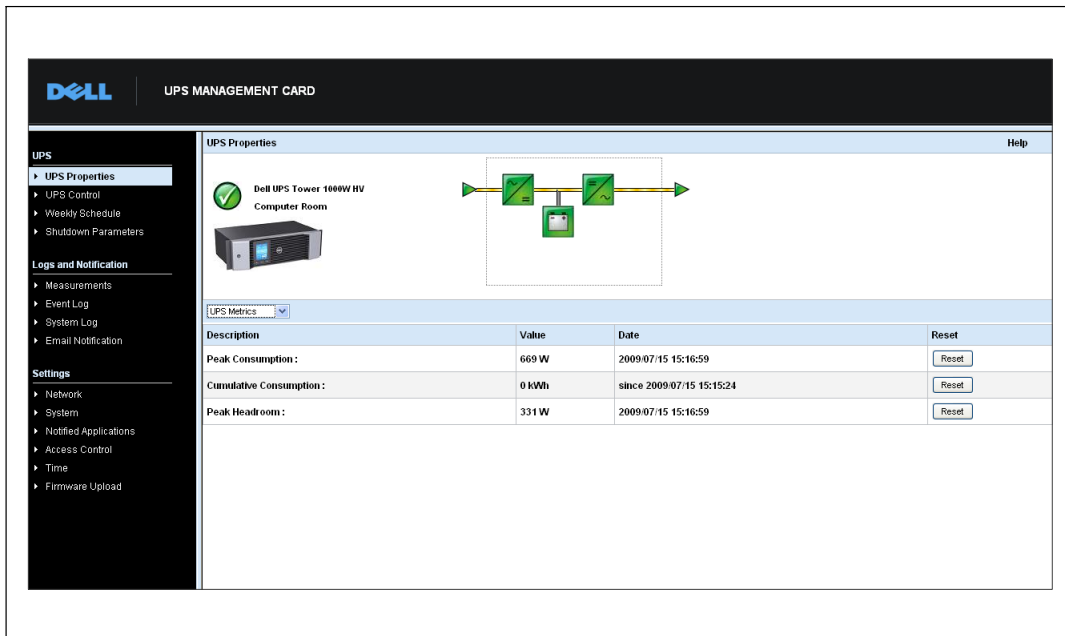 DELL
UPS MANAGEMENT CARD
UPS
UPS Properties
UPS Control
Weekly Schedule
Shutdown Parameters
Logs and Notification
Measurements
Event Log
System Log
Email Notification
Settings
Network
System
Notified Applications
Access Control
Time
Firmware Upload
UPS Properties Help
Dell UPS Tower 1000W HV
Computer Room
UPS Metrics
Description Value Date Reset
Peak Consumption : 669 W 2009/07/15 15:16:59 Reset
Cumulative Consumption : 0 kWh since 2009/07/15 15:15:24 Reset
Peak Headroom : 331 W 2009/07/15 15:16:59 Reset